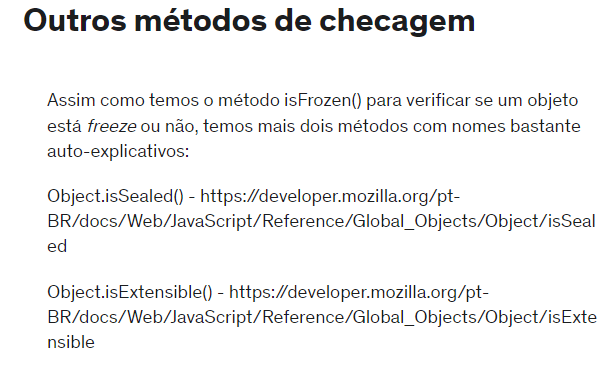 Outros métodos de checagem
Assim como temos o método isFrozen() para verificar se um objeto
está freeze ou não, temos mais dois métodos com nomes bastante
auto-explicativos:
Object.isSealed() - https://developer.mozilla.org/pt-
BR/docs/Web/JavaScript/Reference/Global_Objects/Object/isSeal
ed
Object.isExtensible() - https://developer.mozilla.org/pt-
BR/docs/Web/JavaScript/Reference/Global_Objects/Object/isExte
nsible